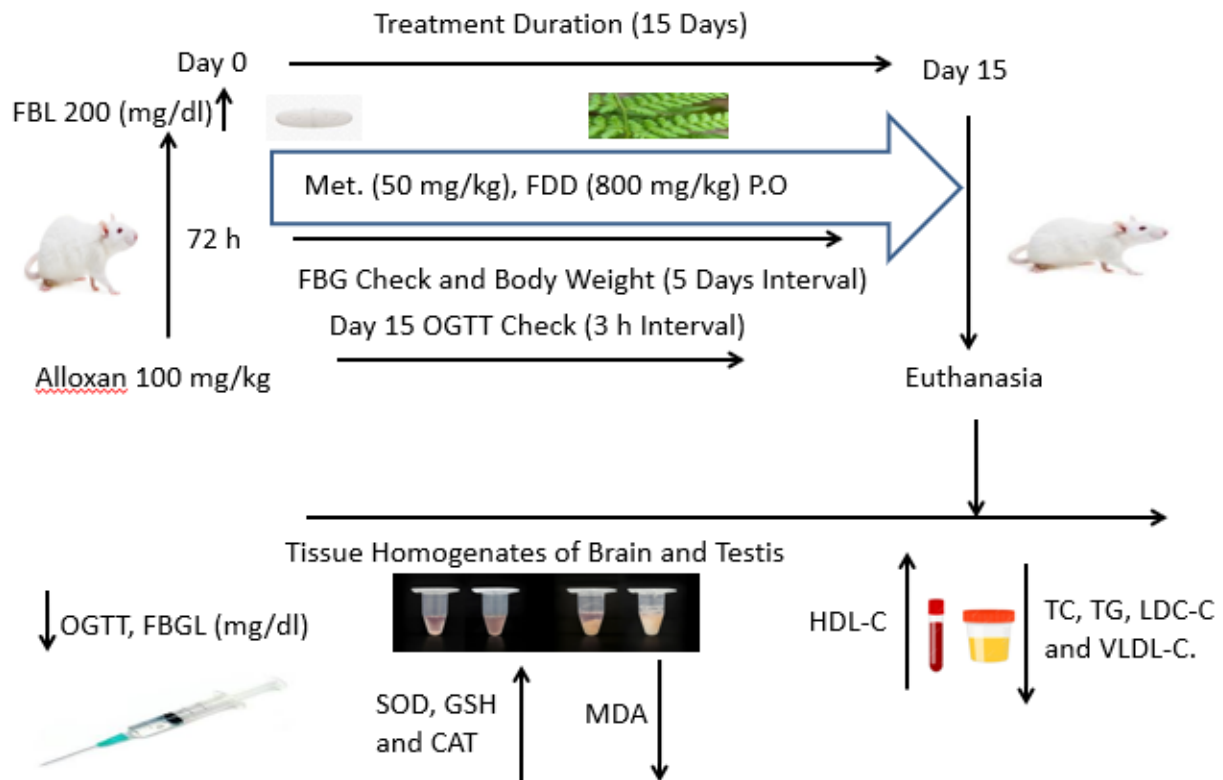 Treatment Duration (15 Days)
Day 0
Day 15
FBL 200 (mg/dl)
Met. (50 mg/kg), FDD (800 mg/kg) P.O
72 h
FBG Check and Body Weight (5 Days Interval)
Day 15 OGTT Check (3 h Interval)
Alloxan 100 mg/kg
Euthanasia
Tissue Homogenates of Brain and Testis
OGTT, FBGL (mg/dl)
SOD, GSH
and CAT
MDA
HDL-C
TC, TG, LDC-C
and VLDL-C.